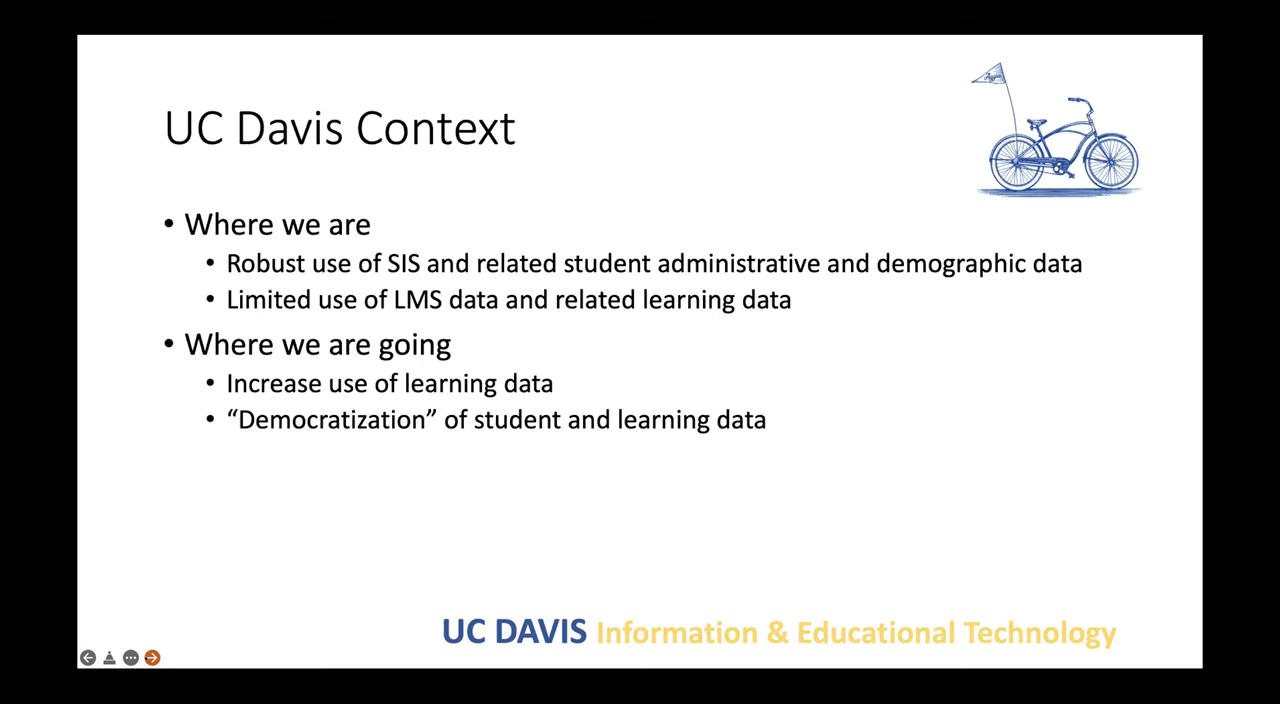 Aggies
UC Davis Context
• Where we are
• Robust use of SIS and related student administrative and demographic data
• Limited use of LMS data and related learning data
• Where we are going
• Increase use of learning data
• “Democratization” of student and learning data
UC DAVIS Information & Educational Technology